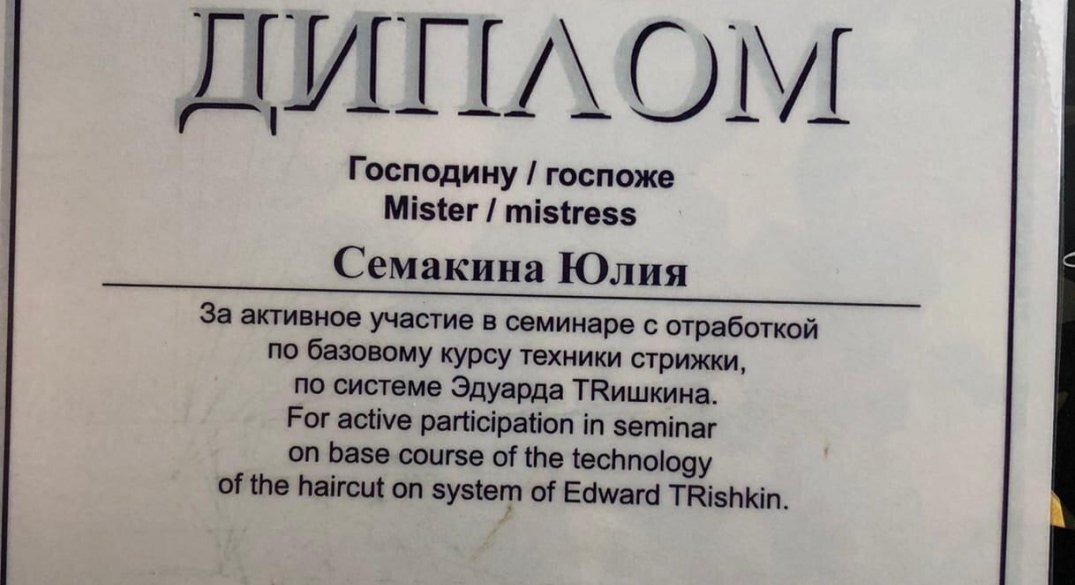 ДИПЛОМ
Господину / госпоже
Mister / mistress
Семакина Юлия
За активное участие в семинаре с отработкой
по базовому курсу техники стрижки,
по системе Эдуарда TRишкина.
For active participation in seminar
on base course of the technology
of the haircut on system of Edward TRishkin.